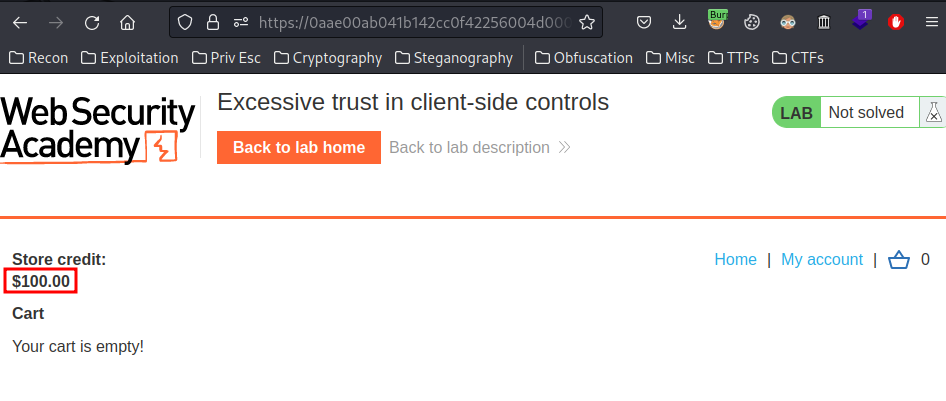 https://0aae00ab041b142cc0f42256004d00
Burp
1
Recon Exploitation Priv Esc Cryptography Steganography Obfuscation Misc TTPs CTFs
Web Security
Academy
Excessive trust in client-side controls
Back to lab home Back to lab description
LAB Not solved
Store credit:
$100.00
Home | My account | 0
Cart
Your cart is empty!